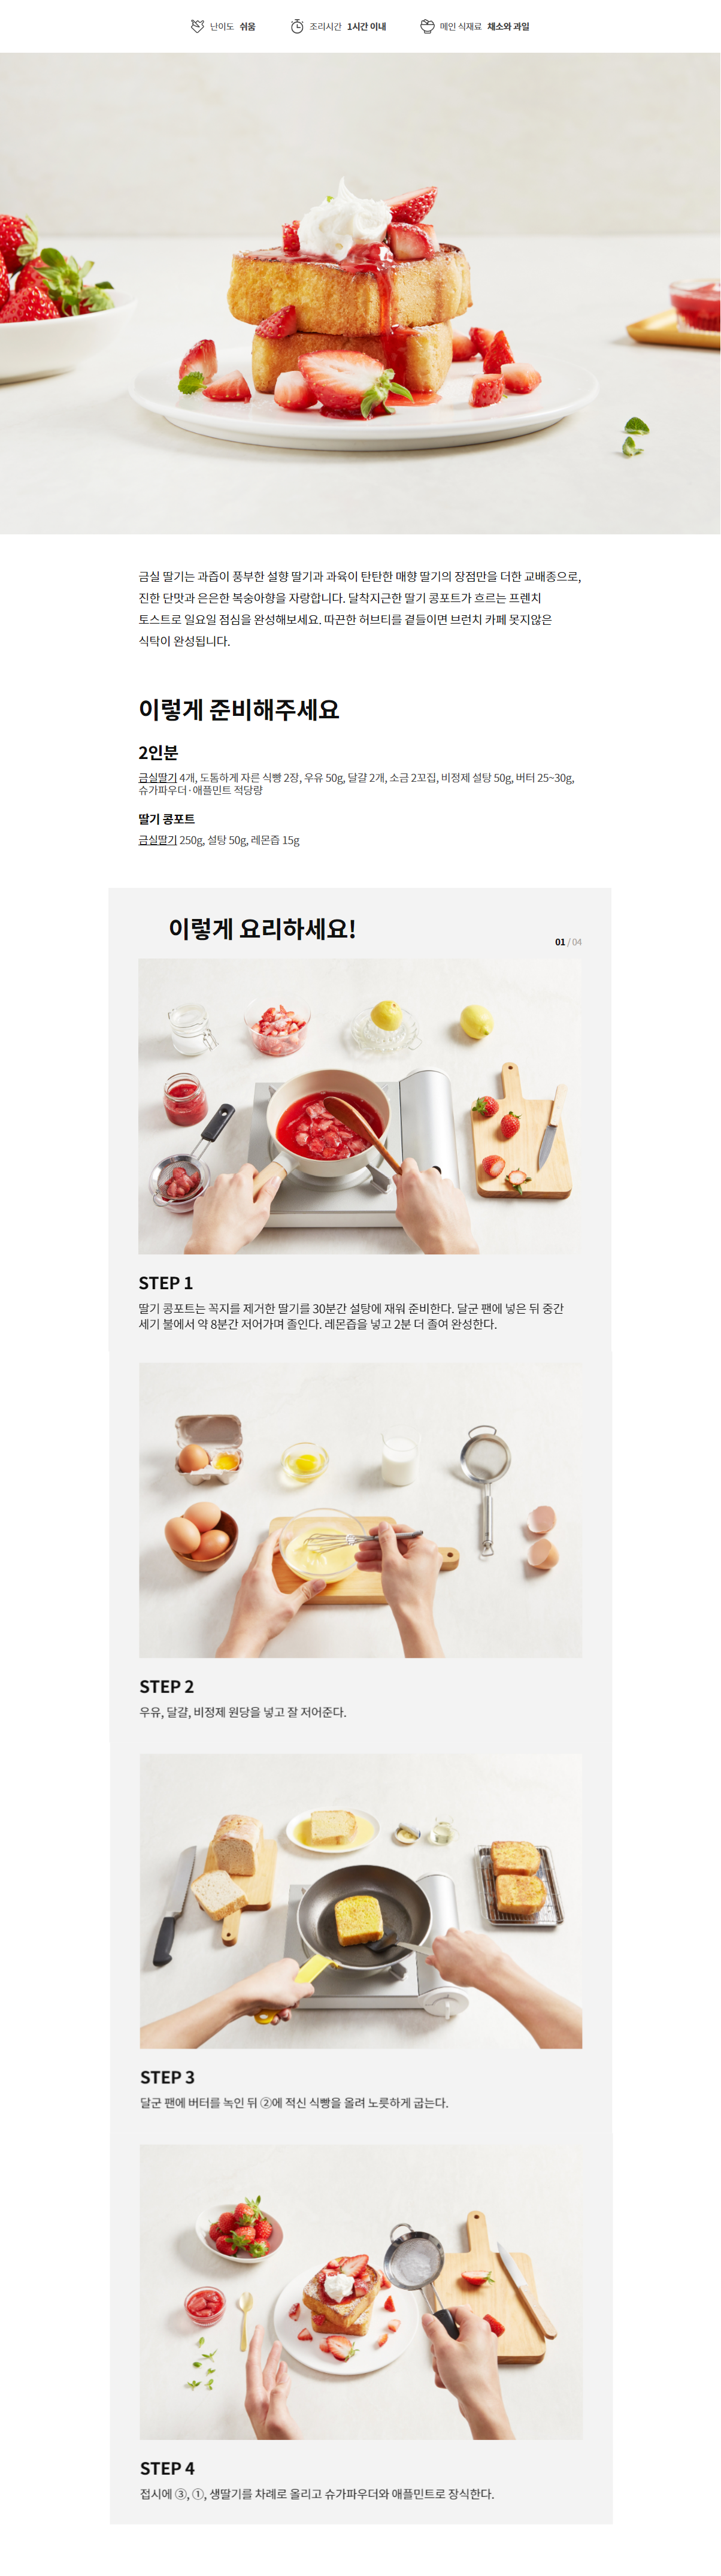 난이도 쉬움 조리시간 1시간 이내 메인 식재료 채소와 과일
금실 딸기는 과즙이 풍부한 설향 딸기과 과육이 탄탄한 매향 딸기의 장점만을 더한 교배종으로,
진한 단맛과 은은한 복숭아향을 자랑합니다. 달착지근한 딸기 콩포트가 흐르는 프렌치
토스트로 일요일 점심을 완성해보세요. 따끈한 허브티를 곁들이면 브런치 카페 못지않은
식탁이 완성됩니다.
이렇게 준비해주세요
2인분
금실딸기 4개, 도톰하게 자른 식빵 2장, 우유 50g, 달걀 2개, 소금 2꼬집, 비정제 설탕 50g, 버터 25~30g,
슈가파우더·애플민트 적당량
딸기 콩포트
금실딸기 250g, 설탕 50g, 레몬즙 15g
이렇게 요리하세요!
01 / 04
STEP 1
딸기 콩포트는 꼭지를 제거한 딸기를 30분간 설탕에 재워 준비한다. 달군 팬에 넣은 뒤 중간
세기 불에서 약 8분간 저어가며 졸인다. 레몬즙을 넣고 2분 더 졸여 완성한다.
STEP 2
우유, 달걀, 비정제 원당을 넣고 잘 저어준다.
STEP 3
달군 팬에 버터를 녹인 뒤 ②에 적신 식빵을 올려 노릇하게 굽는다.
STEP 4
접시에 ③, ①, 생딸기를 차례로 올리고 슈가파우더와 애플민트로 장식한다.